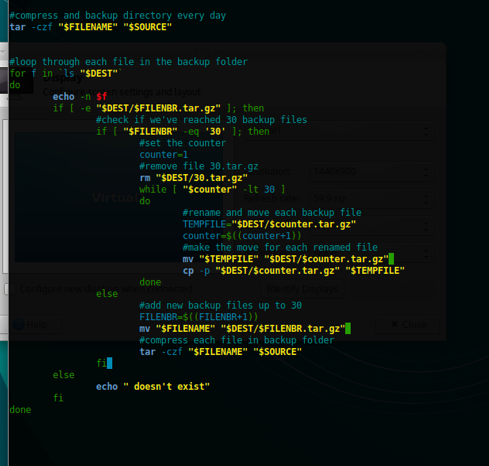 #compress and backup directory every day
tar -czf "$FILENAME" "$SOURCE"
#loop through each file in the backup folder
for f in `ls "$DEST"`
do
echo -n $f
if [ -e "$DEST/$FILENBR.tar.gz" ]; then
#check if we've reached 30 backup files
if [ "$FILENBR" -eq '30' ]; then
#set the counter
counter=1
#remove file 30.tar.gz
rm "$DEST/30.tar.gz"
while [ "$counter" -lt 30 ]
do
#rename and move each backup file
TEMPFILE="$DEST/$counter.tar.gz"
counter=$((counter+1))
#make the move for each renamed file
mv "$TEMPFILE" "$DEST/$counter.tar.gz"
cp -p "$DEST/$counter.tar.gz" "$TEMPFILE"
done
else
#add new backup files up to 30
FILENBR=$((FILENBR+1))
mv "$FILENAME" "$DEST/$FILENBR.tar.gz"
#compress each file in backup folder
tar -czf "$FILENAME" "$SOURCE"
fi
else
echo " doesn't exist"
fi
done
Help
Close